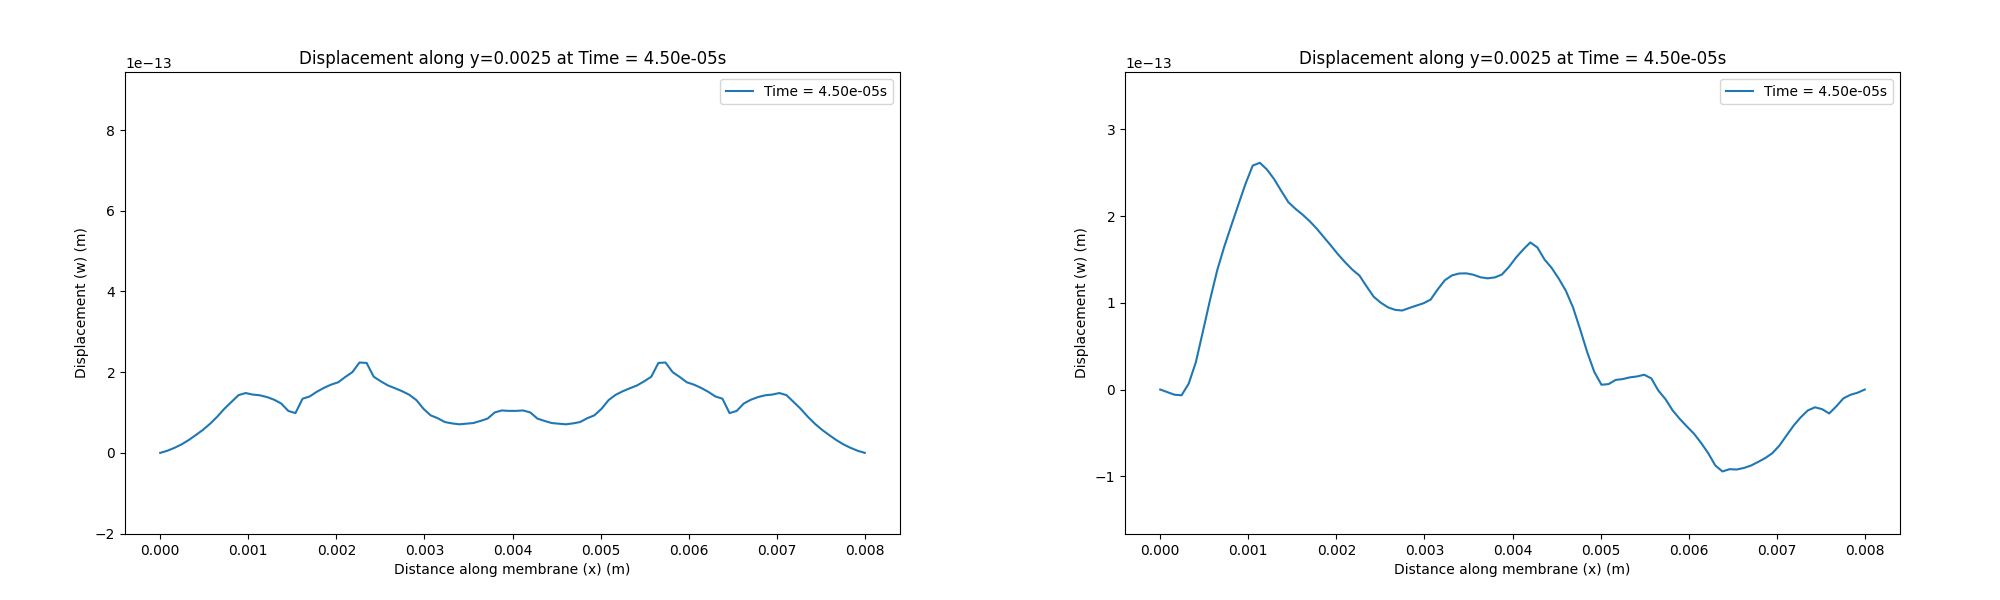 Displacement along y=0.0025 at Time = 4.50e-05s
1e−13
Time = 4.50e-05s
8
6
4
2
0
−2
Displacement (w) (m)
0.000 0.001 0.002 0.003 0.004 0.005 0.006 0.007 0.008
Distance along membrane (x) (m)
Displacement along y=0.0025 at Time = 4.50e-05s
1e−13
Time = 4.50e-05s
3
2
1
0
−1
Displacement (w) (m)
0.000 0.001 0.002 0.003 0.004 0.005 0.006 0.007 0.008
Distance along membrane (x) (m)